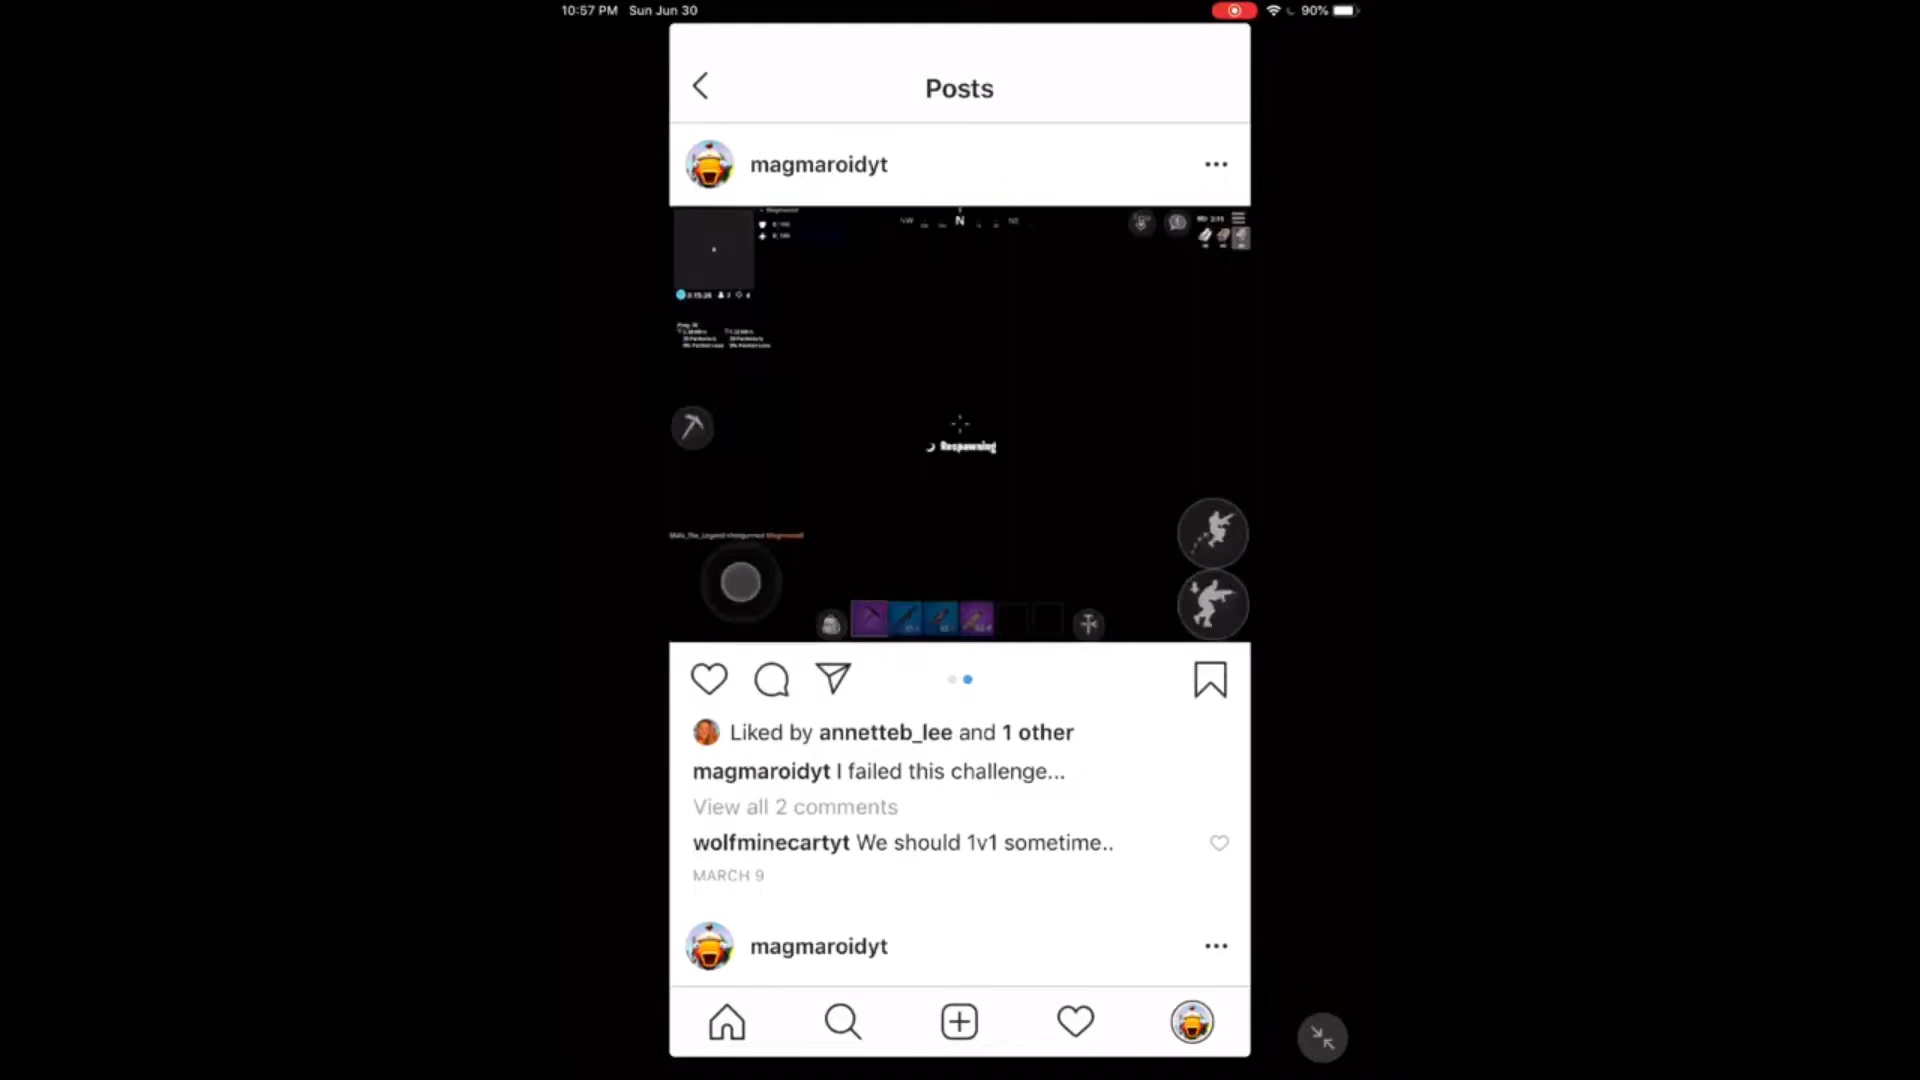 10:57 PM Sun Jun 30
90%
Posts
magmaroidyt
N
Respawning
Liked by annetteb_lee and 1 other
magmaroidyt I failed this challenge...
View all 2 comments
wolfminecartyt We should 1v1 sometime..
MARCH 9
magmaroidyt